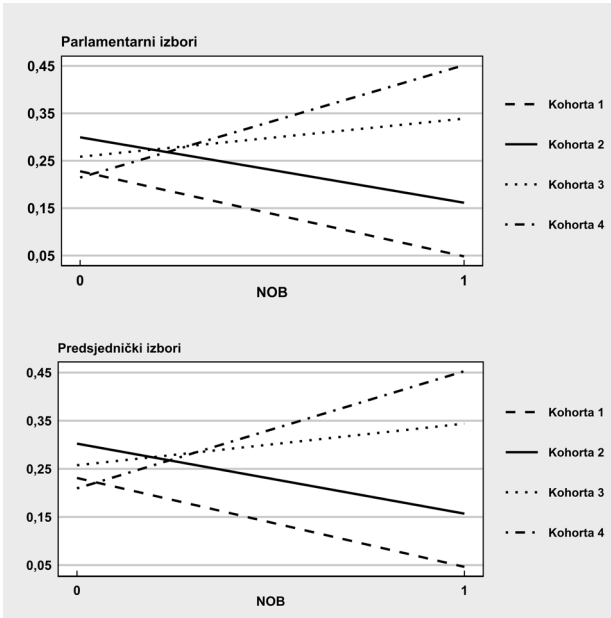 Parlamentarni izbori
0,45
0,35
0,25
0,15
0,05
0 1
NOB
Kohorta 1
Kohorta 2
Kohorta 3
Kohorta 4
Predsjednički izbori
0,45
0,35
0,25
0,15
0,05
0 1
NOB
Kohorta 1
Kohorta 2
Kohorta 3
Kohorta 4